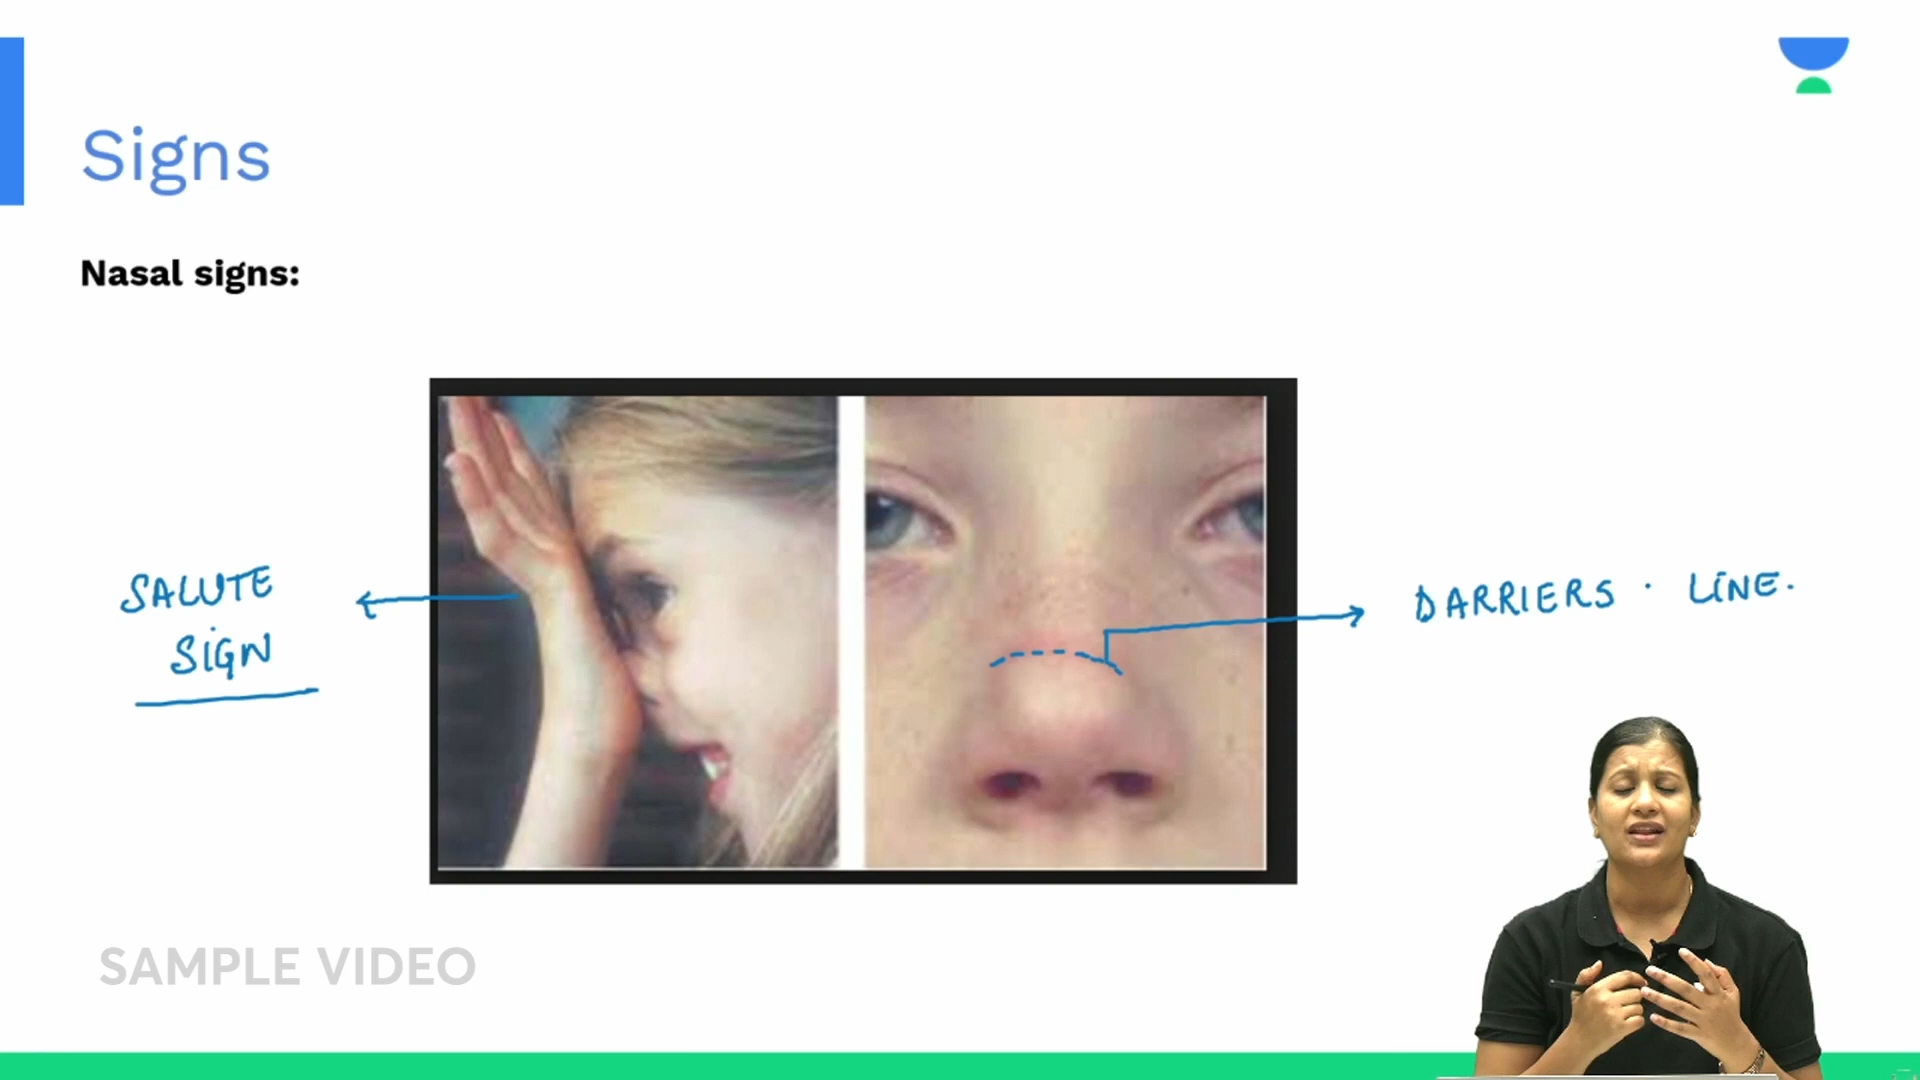 Signs
Nasal signs:
SALUTE
SIGN
DARRIERS. LINE.
SAMPLE VIDEO